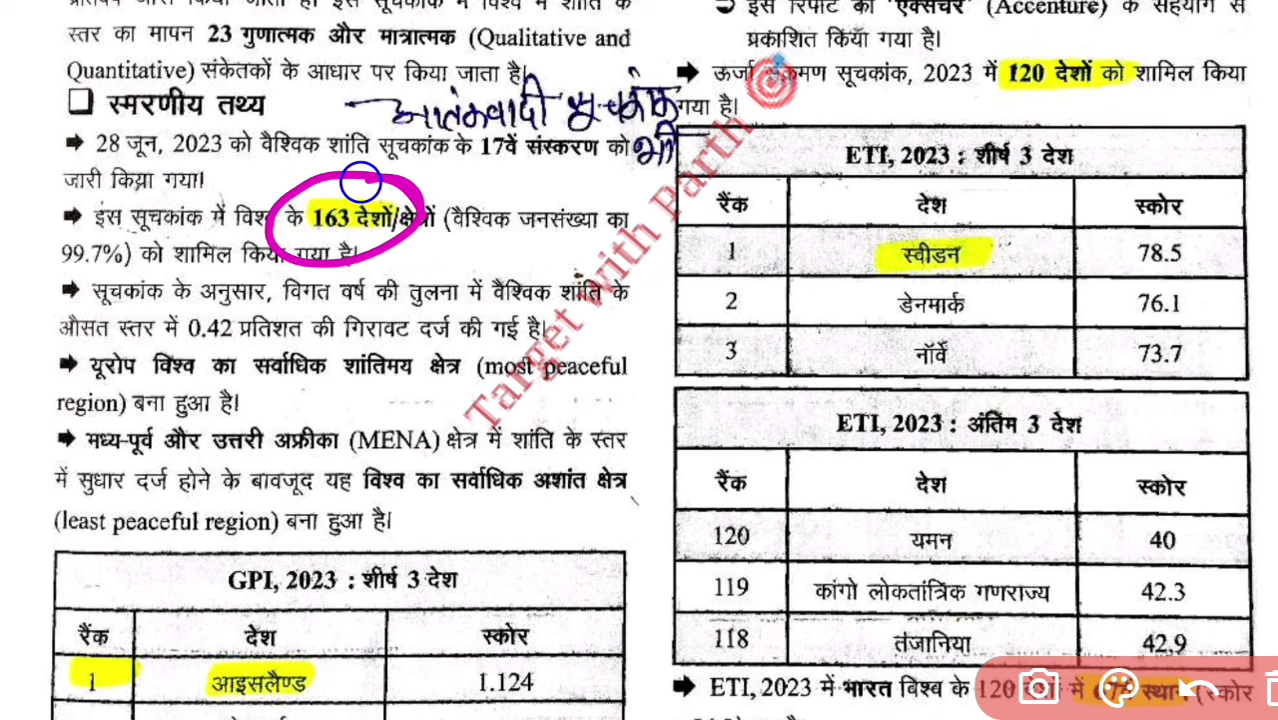 स्तर का मापन 23 गुणात्मक और मात्रात्मक (Qualitative and
Quantitative) संकेतकों के आधार पर किया जाता है।
स्मरणीय तथ्य
आतंकवादी सूचकांक
भी
➡ 28 जून, 2023 को वैश्विक शांति सूचकांक के 17वें संस्करण को
जारी किया गया।
➡ इस सूचकांक में विश्व के 163 देशों/क्षेत्रों (वैश्विक जनसंख्या का
99.7%) को शामिल किया गया है।
➡ सूचकांक के अनुसार, विगत वर्ष की तुलना में वैश्विक शांति के
औसत स्तर में 0.42 प्रतिशत की गिरावट दर्ज की गई है।
➡ यूरोप विश्व का सर्वाधिक शांतिमय क्षेत्र (most peaceful
region) बना हुआ है।
➡ मध्य-पूर्व और उत्तरी अफ्रीका (MENA) क्षेत्र में शांति के स्तर
में सुधार दर्ज होने के बावजूद यह विश्व का सर्वाधिक अशांत क्षेत्र
(least peaceful region) बना हुआ है।
GPI, 2023 : शीर्ष 3 देश
रैंक देश स्कोर
1 आइसलैण्ड 1.124
इस रिपोर्ट को 'एक्सेंचर' (Accenture) के सहयोग से
प्रकाशित किया गया है।
➡ ऊर्जा संक्रमण सूचकांक, 2023 में 120 देशों को शामिल किया
गया है।
ETI, 2023 : शीर्ष 3 देश
रैंक देश स्कोर
1 स्वीडन 78.5
2 डेनमार्क 76.1
3 नॉर्वे 73.7
ETI, 2023 : अंतिम 3 देश
रैंक देश स्कोर
120 यमन 40
119 कांगो लोकतांत्रिक गणराज्य 42.3
118 तंजानिया 42.9
➡ ETI, 2023 में भारत विश्व के 120 देशों में 67वें स्थान (स्कोर
Target with Parth